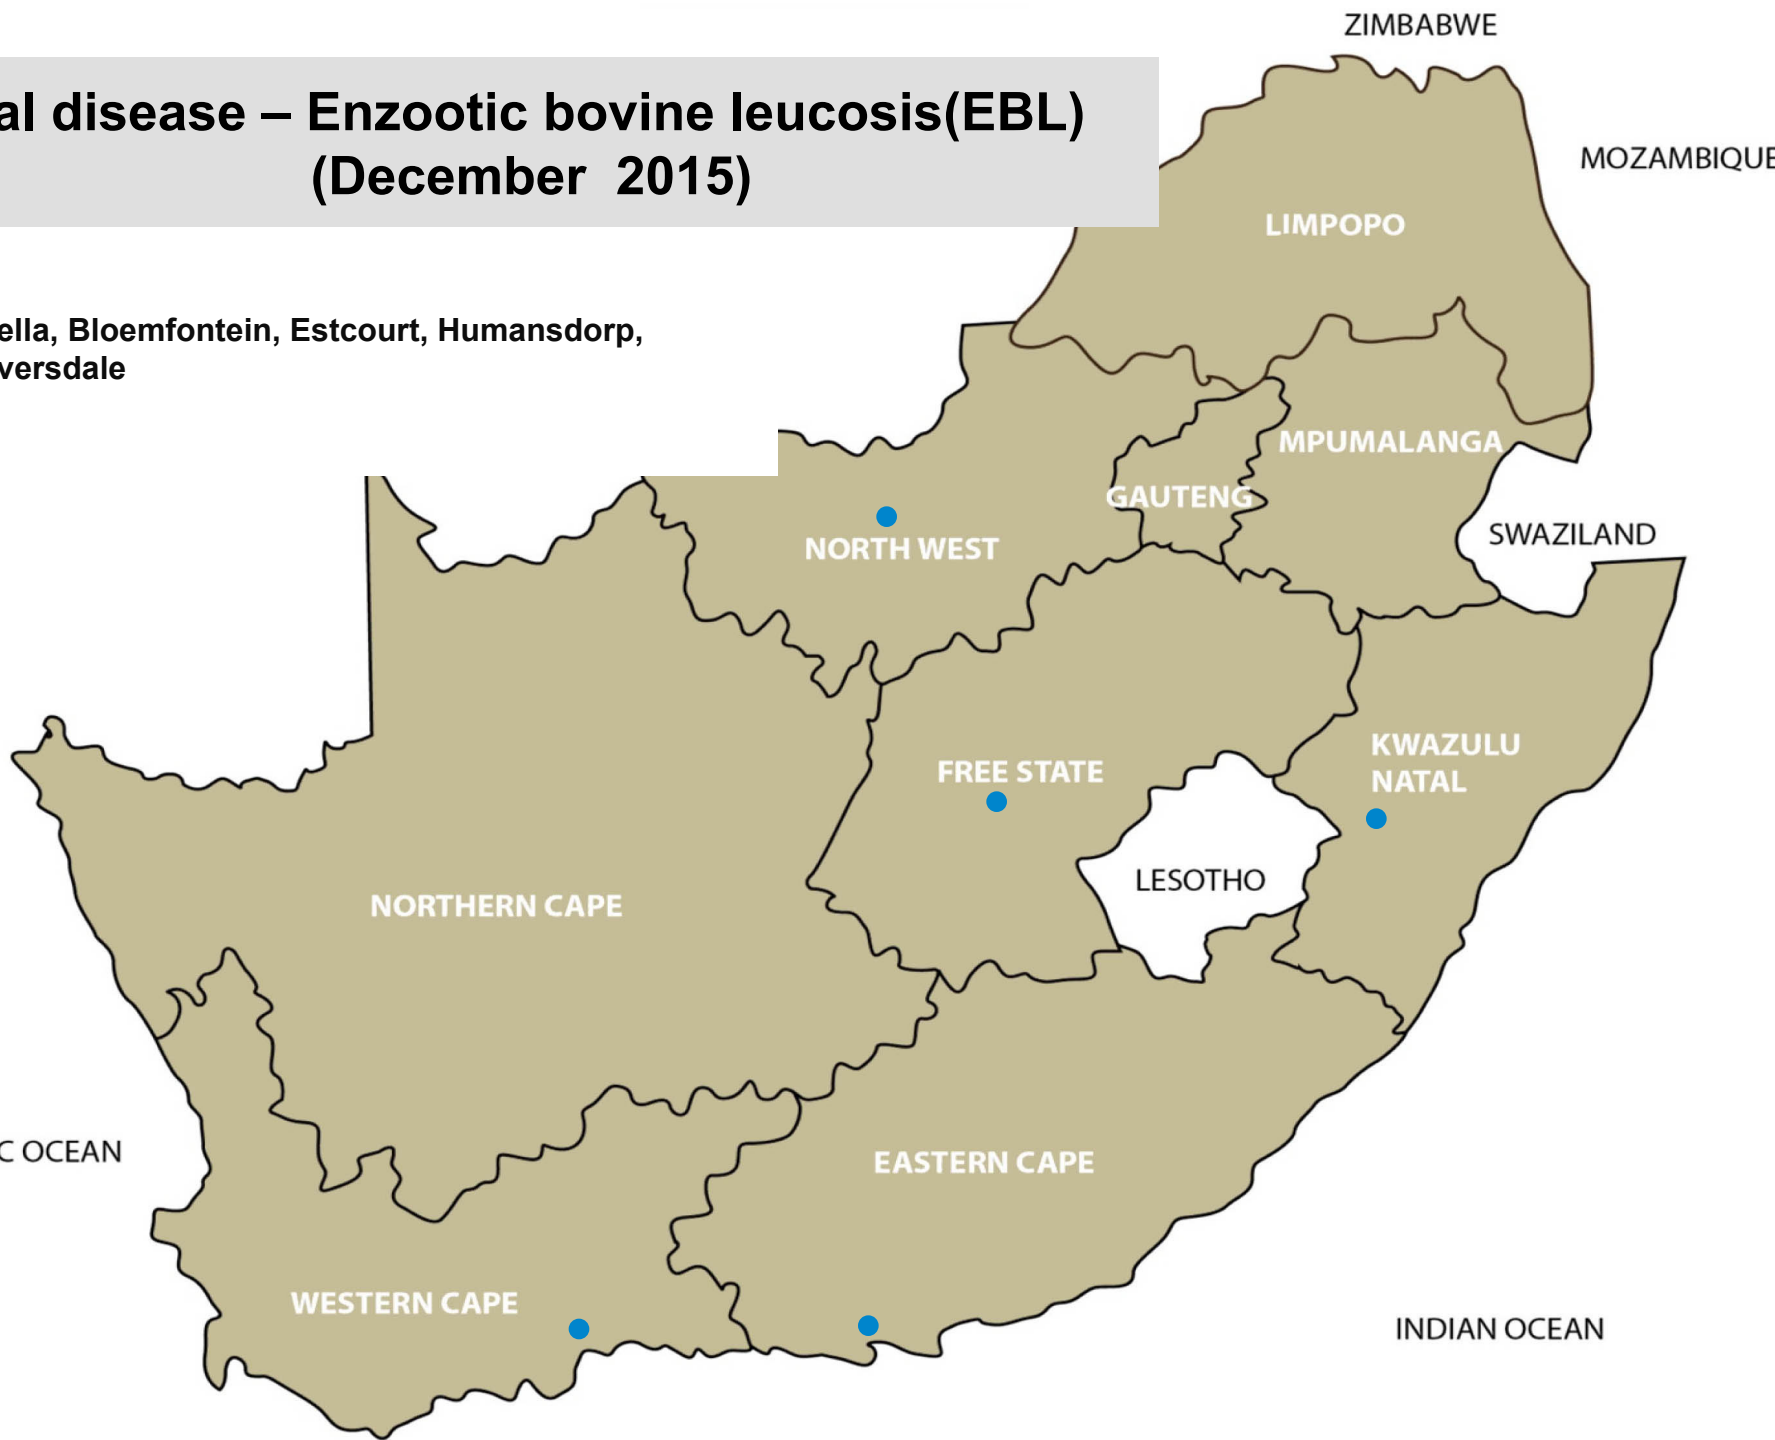 ZIMBABWE
al disease – Enzootic bovine leucosis(EBL)
(December 2015)
MOZAMBIQUE
LIMPOPO
ella, Bloemfontein, Estcourt, Humansdorp,
versdale
MPUMALANGA
GAUTENG
SWAZILAND
NORTH WEST
KWAZULU
NATAL
FREE STATE
LESOTHO
NORTHERN CAPE
C OCEAN
EASTERN CAPE
WESTERN CAPE
INDIAN OCEAN